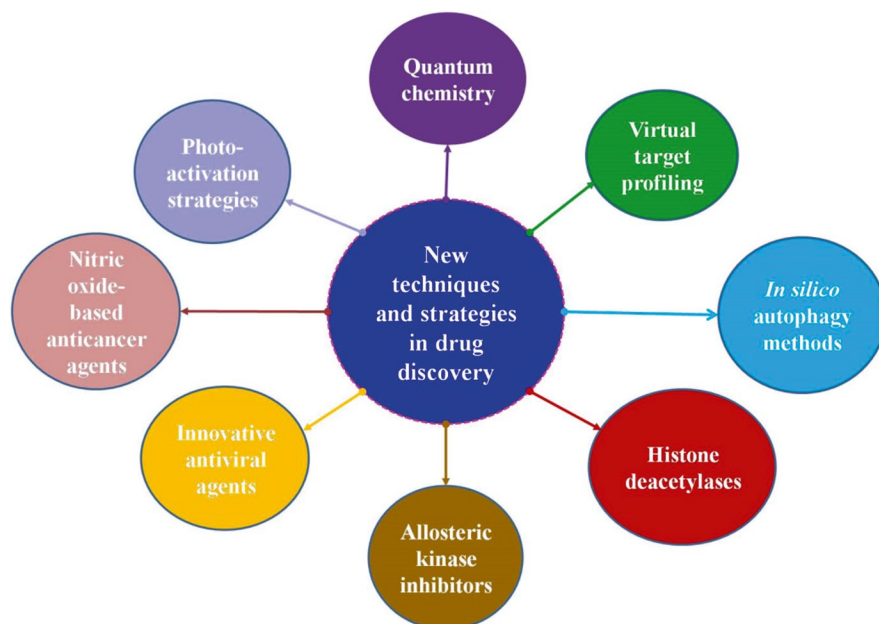 Quantum
chemistry
Virtual
target
profiling
In silico
autophagy
methods
Histone
deacetylases
Allosteric
kinase
inhibitors
Innovative
antiviral
agents
Nitric
oxide-
based
anticancer
agents
Photo-
activation
strategies
New
techniques
and strategies
in drug
discovery